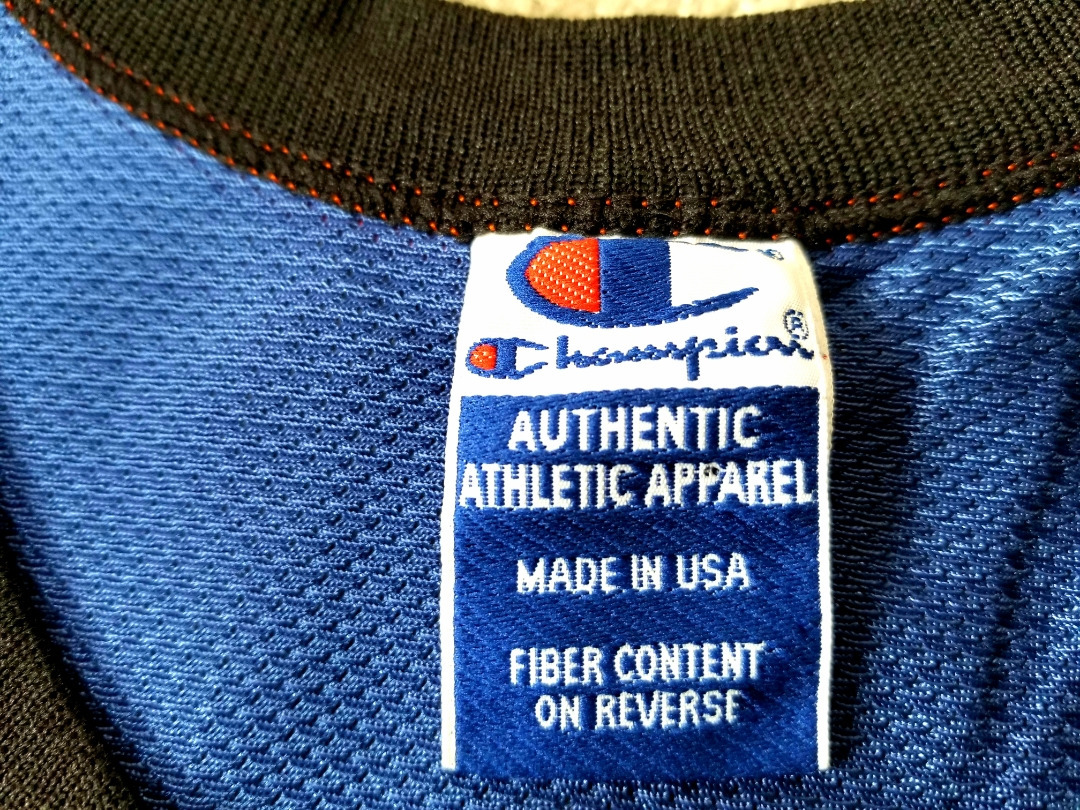 Champion®
AUTHENTIC
ATHLETIC APPAREL
MADE IN USA
FIBER CONTENT
ON REVERSE